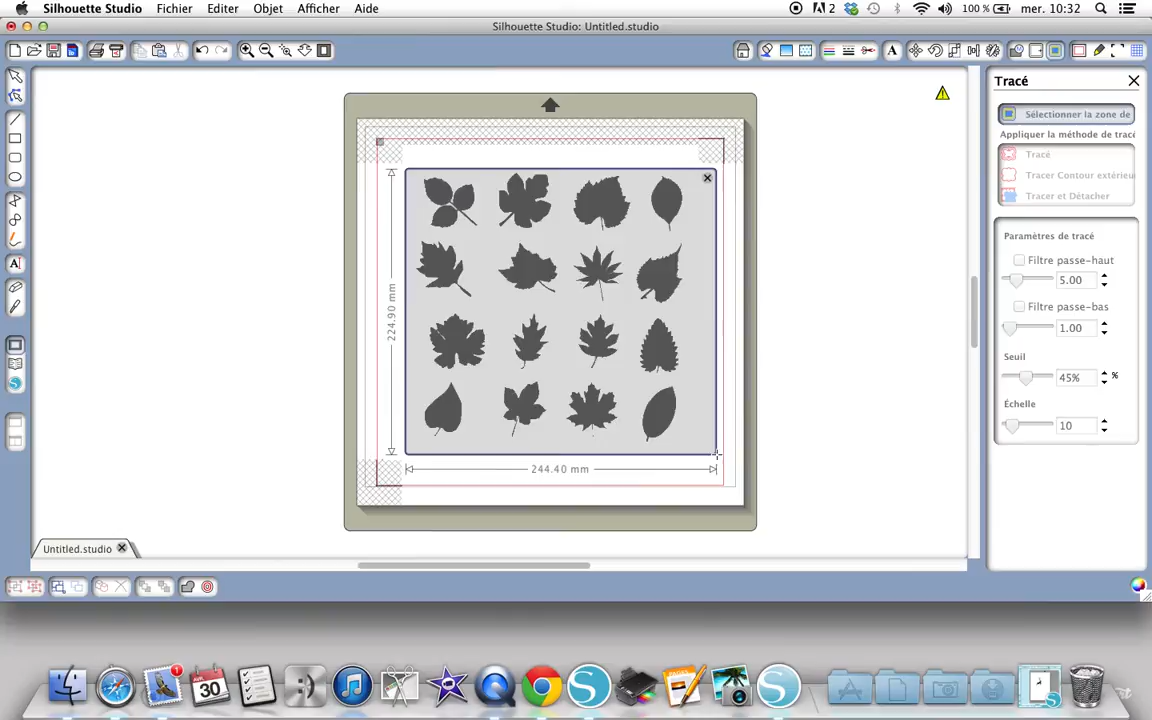 Silhouette Studio Fichier Editer Objet Afficher Aide 2 100 % mer. 10:32
Silhouette Studio: Untitled.studio
A
Tracé
Sélectionner la zone de
Appliquer la méthode de tracé
Tracé
Tracer Contour extérieu
Tracer et Détacher
Paramètres de tracé
Filtre passe-haut
5.00
Filtre passe-bas
1.00
Seuil
45% %
Échelle
10
224.90 mm
244.40 mm
A
Untitled.studio
1
AVR.
30